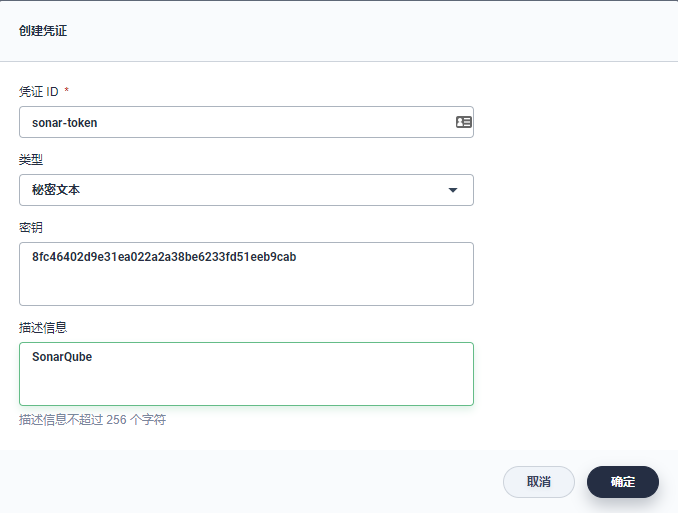 创建凭证
凭证 ID *
sonar-token
类型
秘密文本
密钥
8fc46402d9e31ea022a2a38be6233fd51eeb9cab
描述信息
SonarQube
描述信息不超过 256 个字符
取消 确定